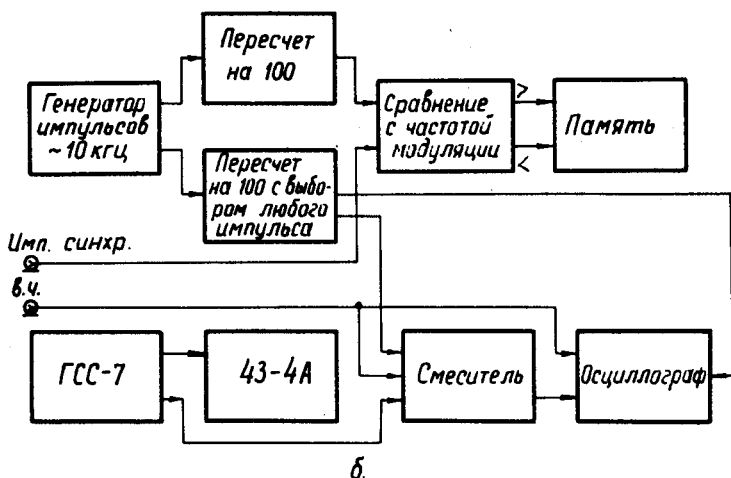 Пересчет
на 100
Генератор
импульсов
~10 кгц
Сравнение
с частотой
модуляции
>
<
Память
Пересчет
на 100 с выбо-
ром любого
импульса
Имп. синхр.
в.ч.
ГСС-7
43-4А
Смеситель
Осциллограф
б.